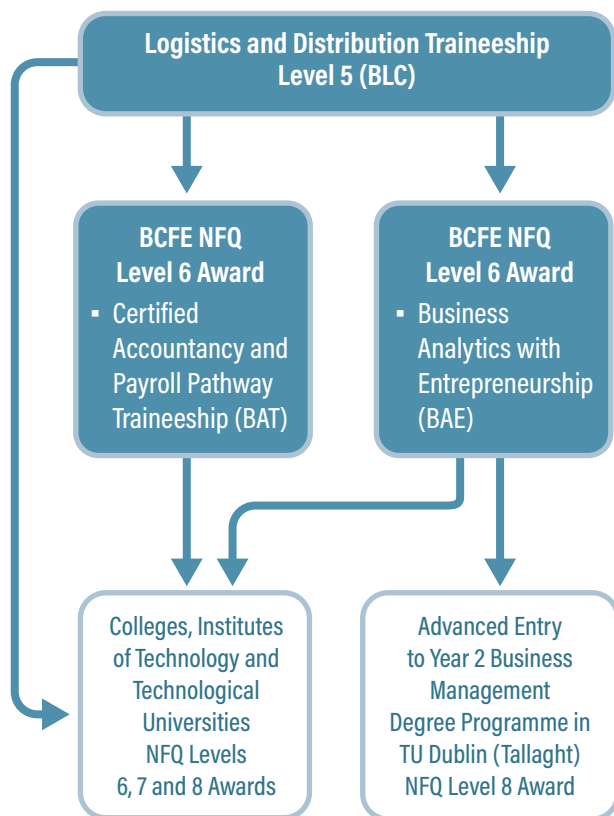 Logistics and Distribution Traineeship
Level 5 (BLC)
BCFE NFQ
Level 6 Award
▪ Certified
Accountancy and
Payroll Pathway
Traineeship (BAT)
BCFE NFQ
Level 6 Award
▪ Business
Analytics with
Entrepreneurship
(BAE)
Colleges, Institutes
of Technology and
Technological
Universities
NFQ Levels
6, 7 and 8 Awards
Advanced Entry
to Year 2 Business
Management
Degree Programme in
TU Dublin (Tallaght)
NFQ Level 8 Award